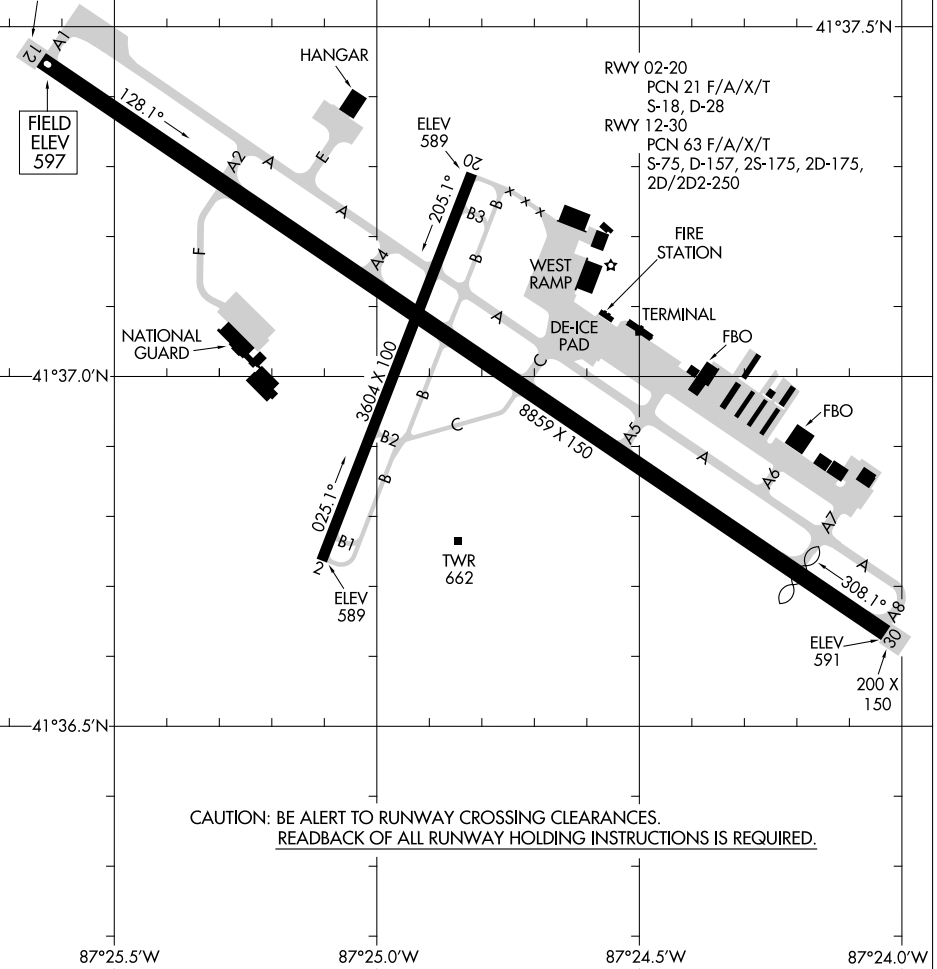 41°37.5'N
12
A1
HANGAR
RWY 02-20
PCN 21 F/A/X/T
S-18, D-28
RWY 12-30
PCN 63 F/A/X/T
S-75, D-157, 2S-175, 2D-175,
2D/2D2-250
FIELD
ELEV
597
128.1°
ELEV
589
20
A2
A
E
A
205.1°
B
x
x
x
B3
F
A4
B
WEST
RAMP
FIRE
STATION
TERMINAL
A
DE-ICE
PAD
FBO
NATIONAL
GUARD
C
41°37.0'N
3604 X 100
B
8859 X 150
FBO
C
B2
A5
A
B
A6
025.1°
A7
B1
2
TWR
662
A
308.1°
ELEV
589
A8
30
ELEV
591
200 X
150
41°36.5'N
CAUTION: BE ALERT TO RUNWAY CROSSING CLEARANCES.
READBACK OF ALL RUNWAY HOLDING INSTRUCTIONS IS REQUIRED.
87°25.5'W
87°25.0'W
87°24.5'W
87°24.0'W